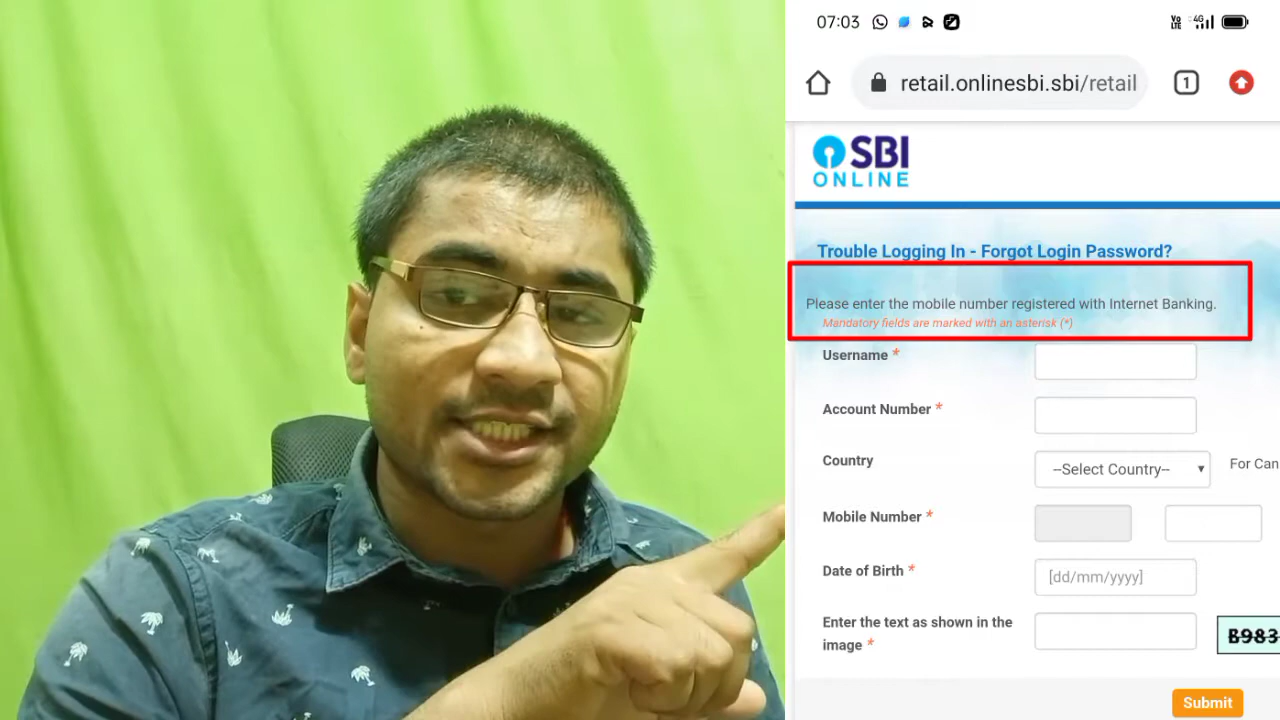 07:03
Vo LTE 4G
retail.onlinesbi.sbi/retail
1
SBI
ONLINE
Trouble Logging In - Forgot Login Password?
Please enter the mobile number registered with Internet Banking.
Mandatory fields are marked with an asterisk (*)
Username *
Account Number *
Country --Select Country-- For Can
Mobile Number *
Date of Birth * [dd/mm/yyyy]
Enter the text as shown in the
image *
B983
Submit